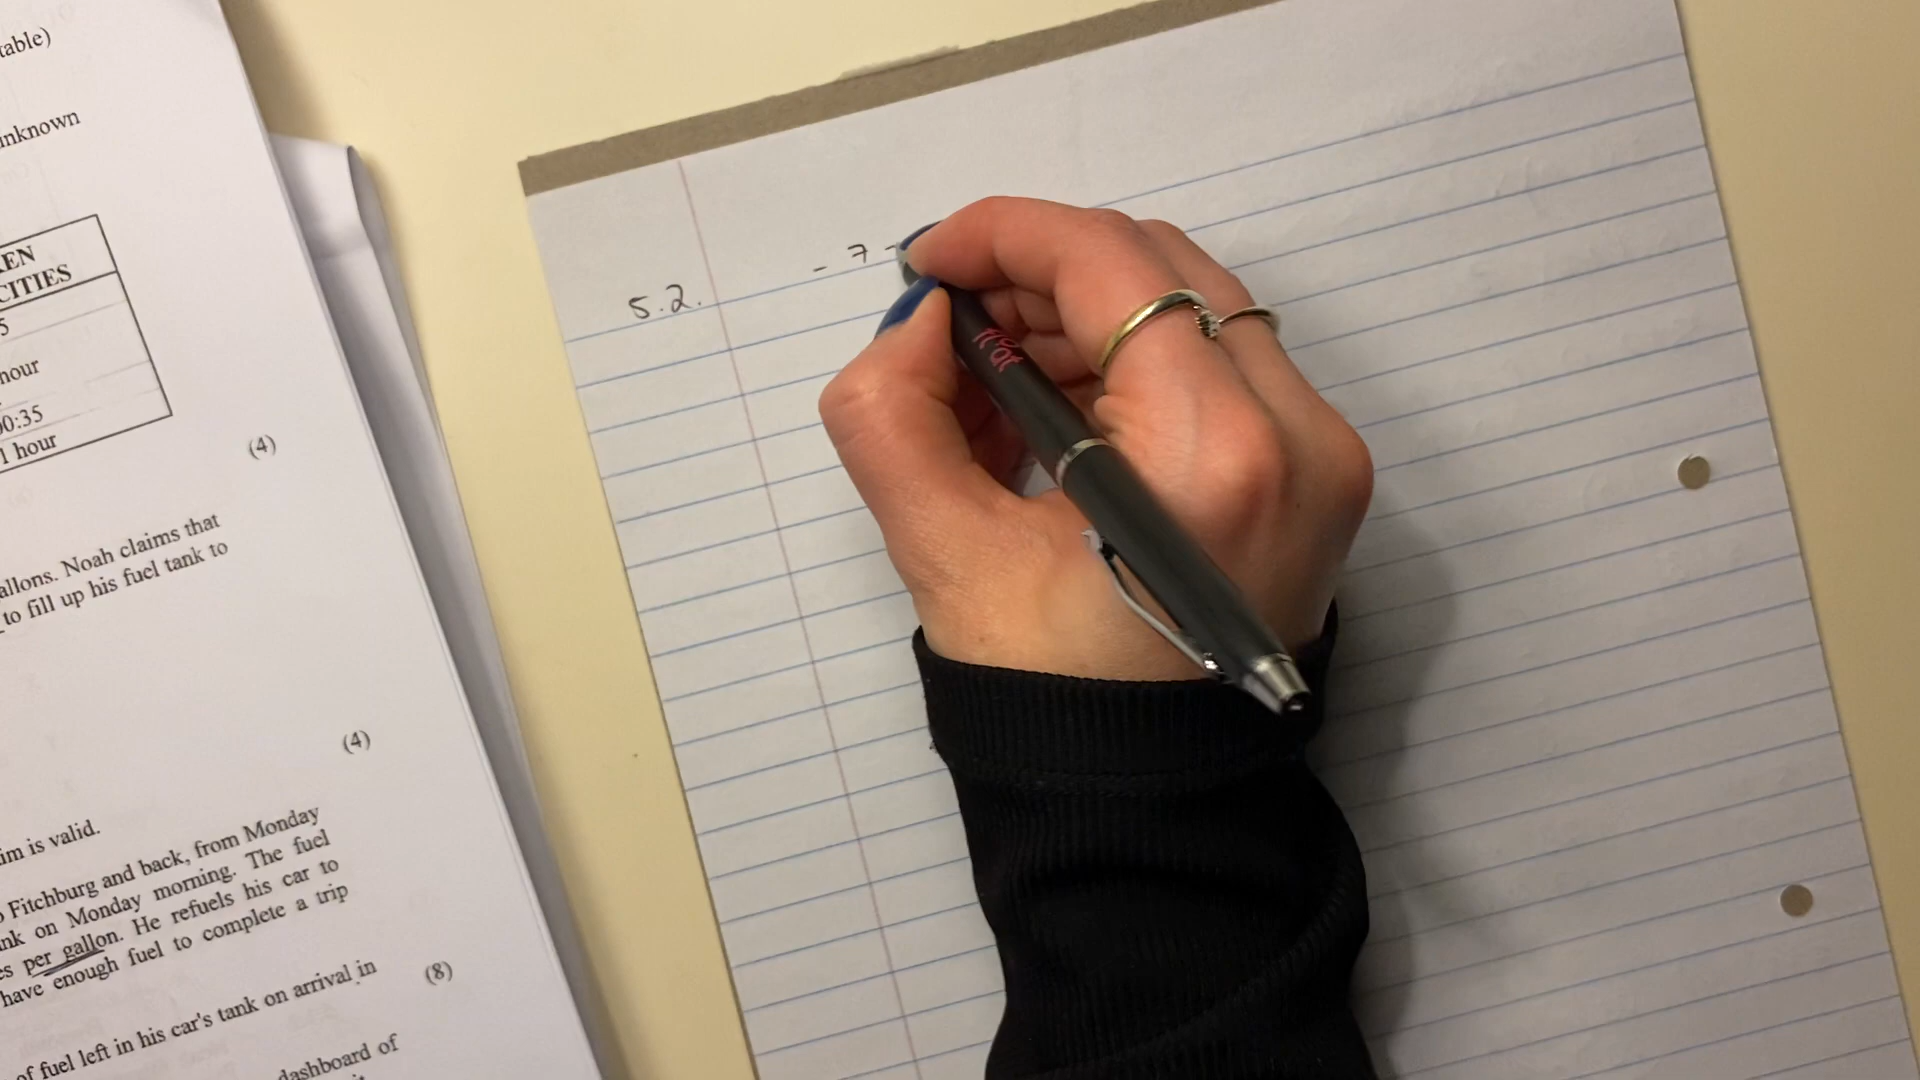 table)
unknown
CITIES
5
hour
00:35
1 hour
(4)
allons. Noah claims that
to fill up his fuel tank to
(4)
im is valid.
Fitchburg and back, from Monday
nk on Monday morning. The fuel
es per gallon. He refuels his car to
have enough fuel to complete a trip
(8)
of fuel left in his car's tank on arrival in
dashboard of
5.2. - 7 -